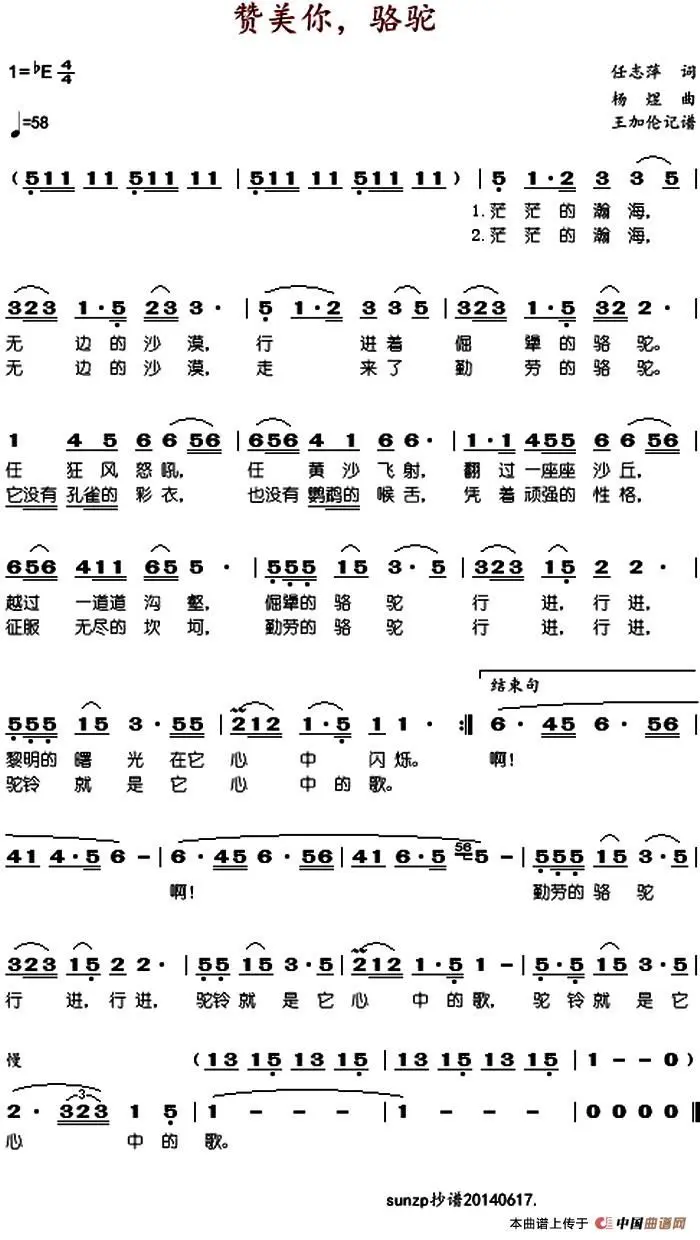 赞美你，骆驼
1=♭E 4/4
任志萍 词
杨煜 曲
♩=58
王加伦记谱
（511 11 511 11 | 511 11 511 11 ） | 5 1·2 3 3 5 |
1.茫 茫 的 瀚 海，
2.茫 茫 的 瀚 海，
323 1·5 23 3· | 5 1·2 3 35 | 323 1·5 32 2· |
无 边 的 沙 漠， 行 进 着 倔 犟 的 骆 驼。
无 边 的 沙 漠， 走 来 了 勤 劳 的 骆 驼。
1 4 5 6 6 56 | 656 4 1 6 6· | 1·1 455 6 6 56 |
任 狂 风 怒 吼， 任 黄 沙 飞 射， 翻 过 一座座 沙 丘，
它没有 孔雀的 彩 衣， 也没有 鹦鹉的 喉 舌， 凭 着 顽强的 性 格，
656 411 65 5 · | 555 15 3·5 | 323 15 2 2· |
越过 一道道 沟 壑， 倔犟的 骆 驼 行 进，行 进，
征服 无尽的 坎 坷， 勤劳的 骆 驼 行 进，行 进，
结束句
555 15 3·55 | 212 1·5 1 1· :| 6·45 6·56 |
黎明的 曙 光 在它 心 中 闪 烁。 啊！
驼铃 就 是 它 心 中 的 歌。
41 4·5 6 - | 6·45 6·56 | 41 6·5 56 5 - | 555 15 3·5 |
啊！ 勤劳的 骆 驼
323 15 2 2· | 55 15 3·5 | 212 1·5 1 - | 5·5 15 3·5 |
行 进，行 进， 驼铃 就 是 它 心 中 的 歌， 驼 铃 就 是 它
慢 （13 15 13 15 | 13 15 13 15 | 1 - - 0 ）
2· 3 323 1 5 | 1 - - - | 1 - - - | 0 0 0 0 |
心 中 的 歌。
sunzp抄谱20140617.
本曲谱上传于 中国曲谱网